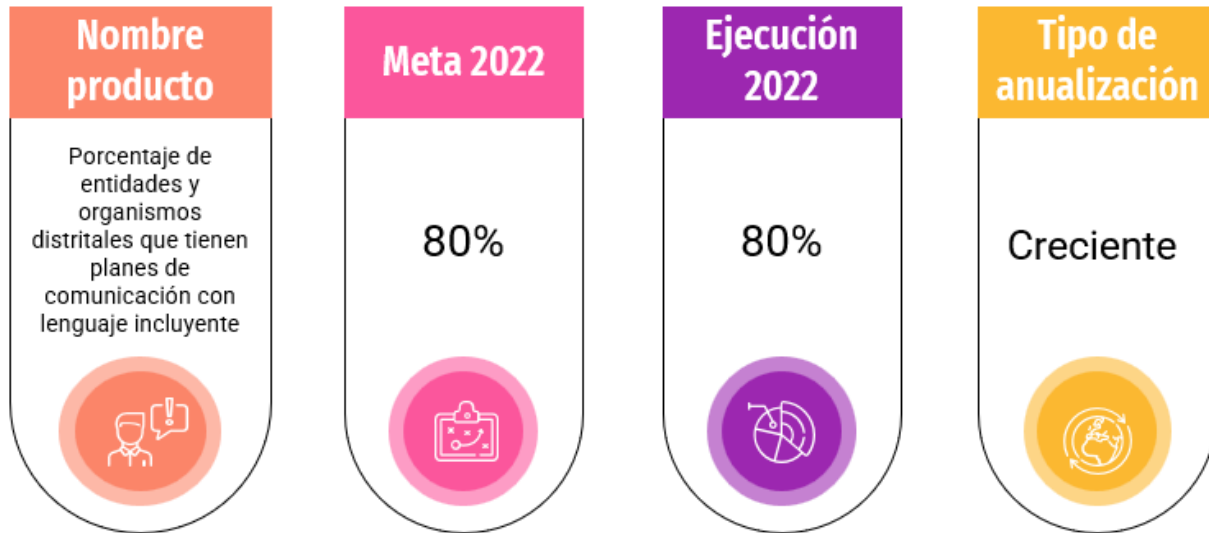 Nombre
producto
Porcentaje de
entidades y
organismos
distritales que tienen
planes de
comunicación con
lenguaje incluyente
Meta 2022
80%
Ejecución
2022
80%
Tipo de
anualización
Creciente